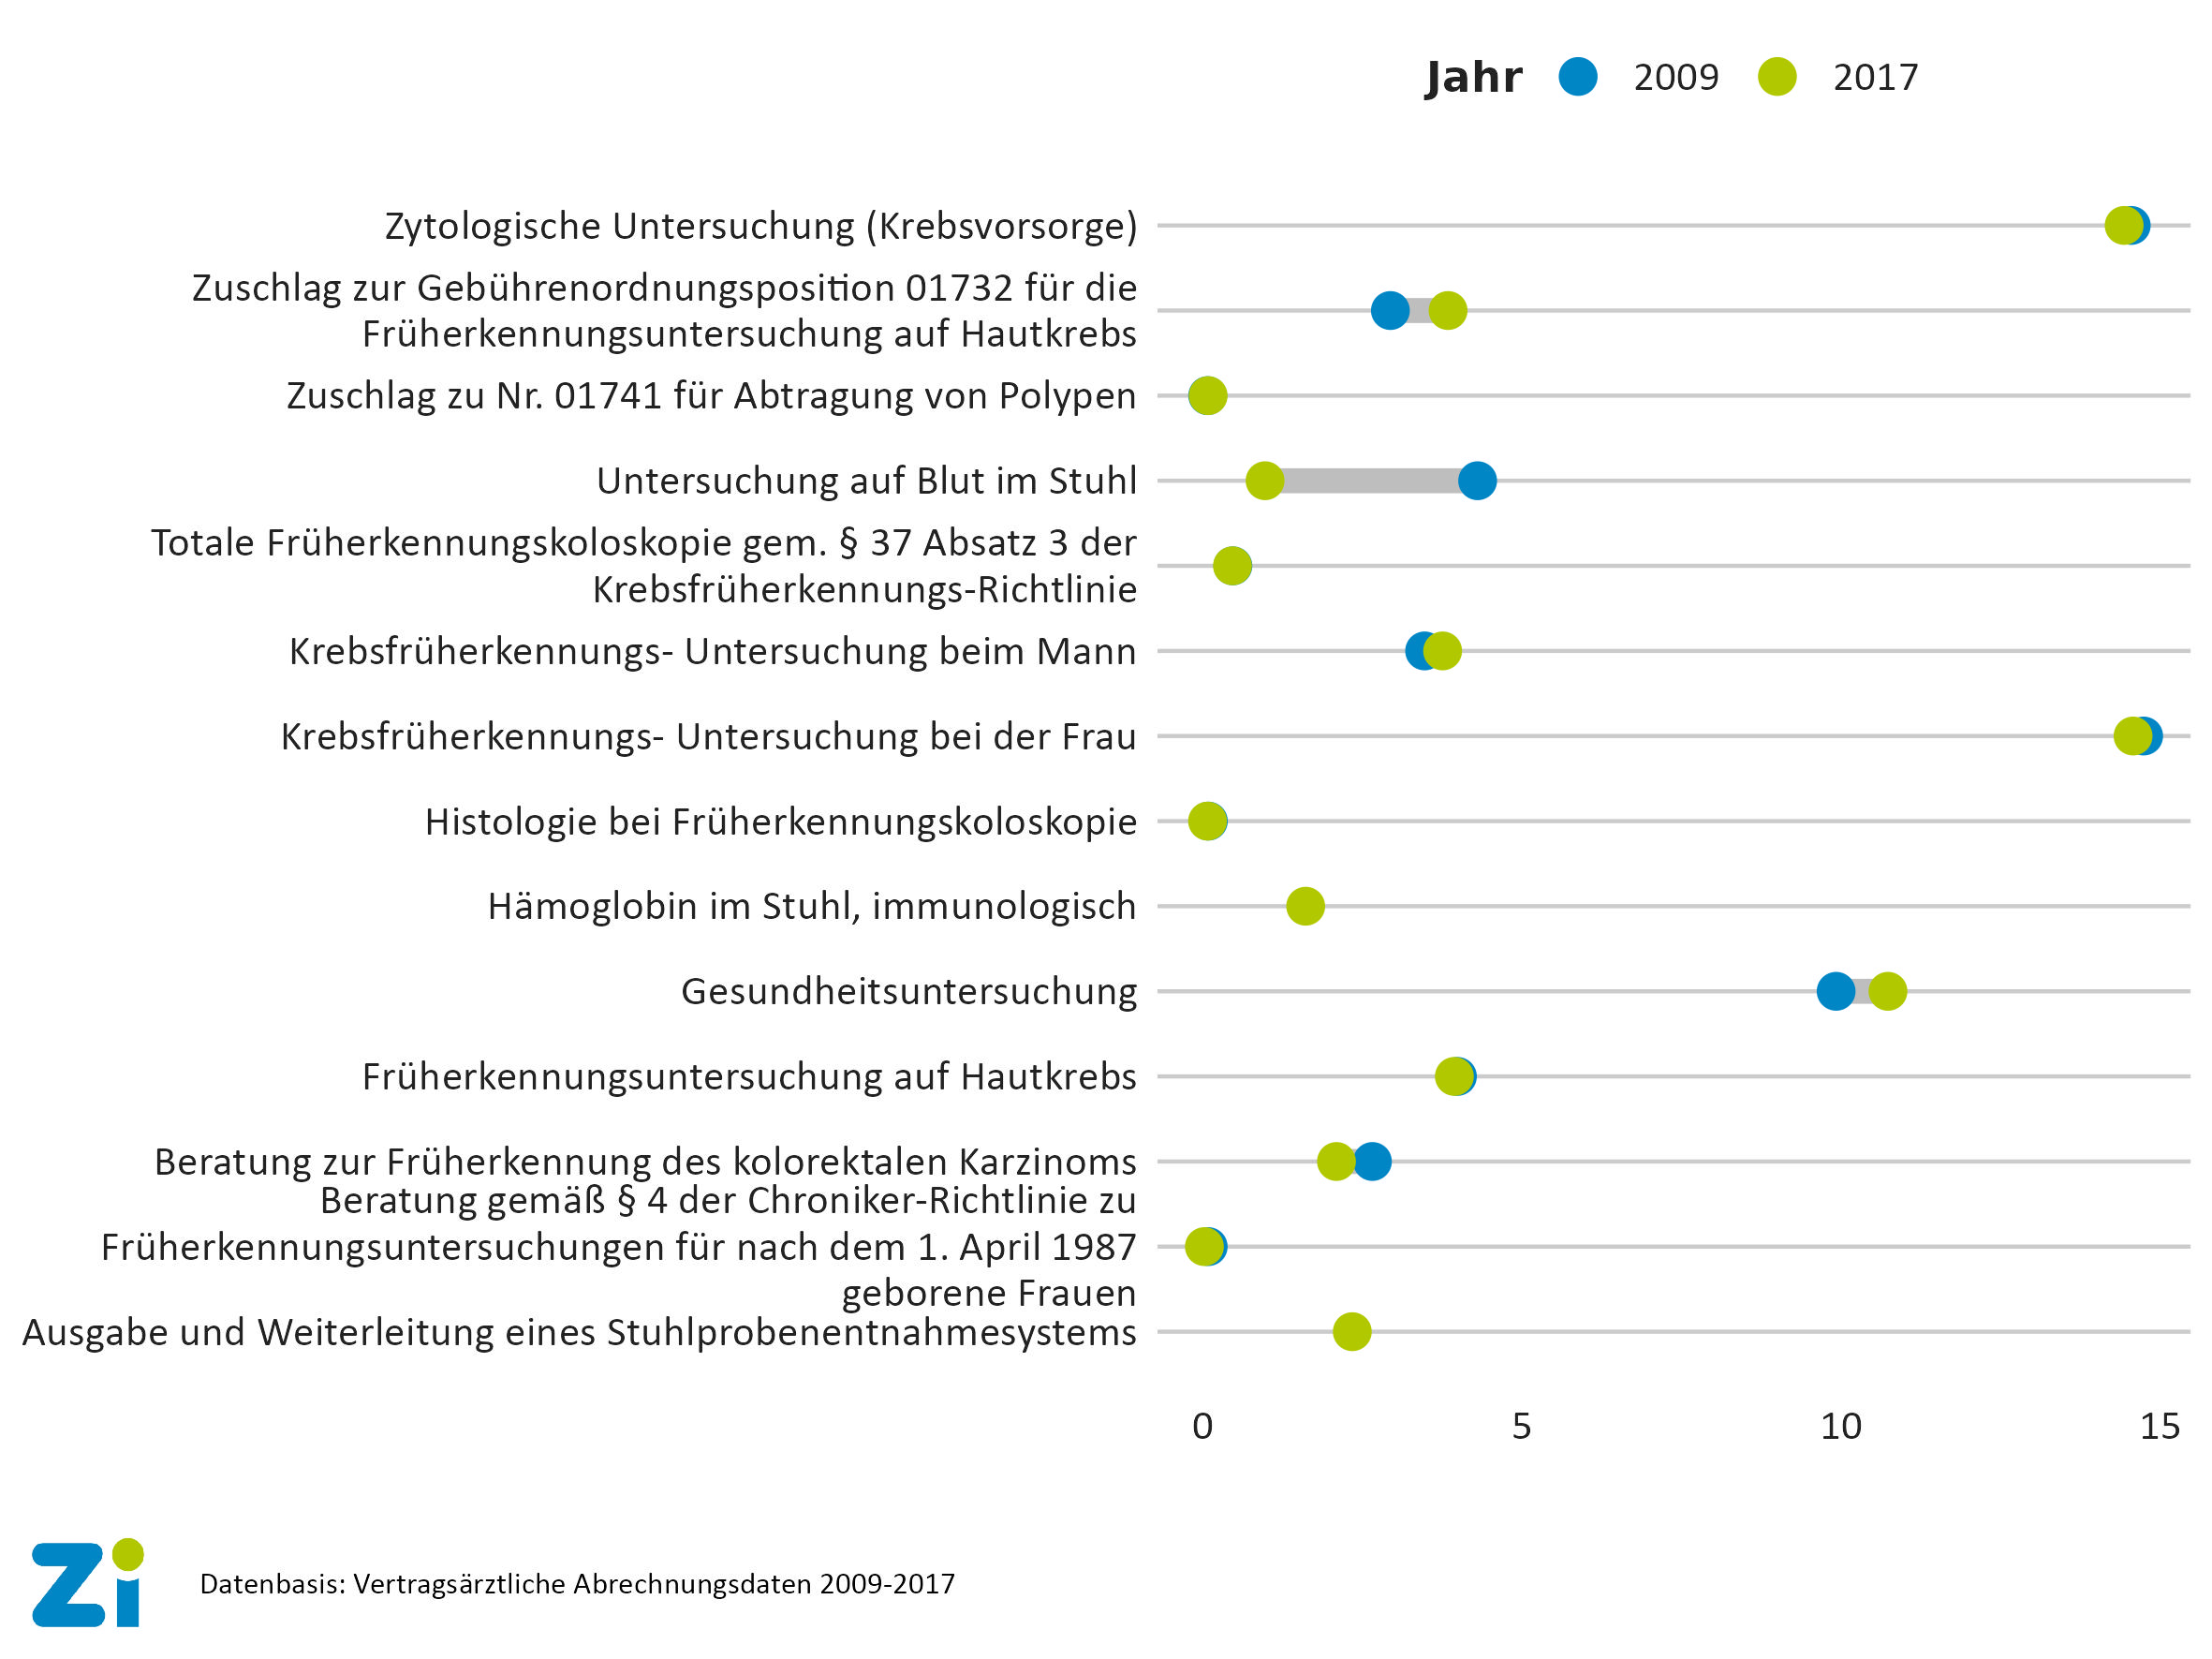 Jahr 2009 2017
Zytologische Untersuchung (Krebsvorsorge)
Zuschlag zur Gebührenordnungsposition 01732 für die
Früherkennungsuntersuchung auf Hautkrebs
Zuschlag zu Nr. 01741 für Abtragung von Polypen
Untersuchung auf Blut im Stuhl
Totale Früherkennungskoloskopie gem. § 37 Absatz 3 der
Krebsfrüherkennungs-Richtlinie
Krebsfrüherkennungs- Untersuchung beim Mann
Krebsfrüherkennungs- Untersuchung bei der Frau
Histologie bei Früherkennungskoloskopie
Hämoglobin im Stuhl, immunologisch
Gesundheitsuntersuchung
Früherkennungsuntersuchung auf Hautkrebs
Beratung zur Früherkennung des kolorektalen Karzinoms
Beratung gemäß § 4 der Chroniker-Richtlinie zu
Früherkennungsuntersuchungen für nach dem 1. April 1987
geborene Frauen
Ausgabe und Weiterleitung eines Stuhlprobenentnahmesystems
0 5 10 15
Zi
Datenbasis: Vertragsärztliche Abrechnungsdaten 2009-2017